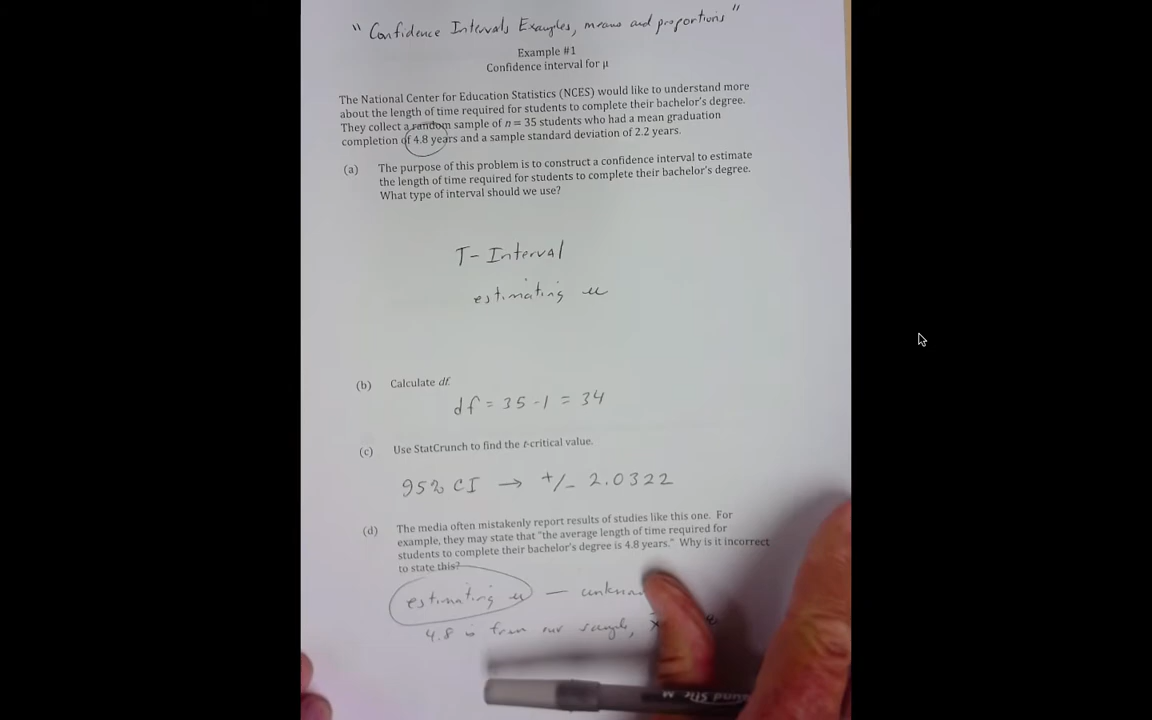 "Confidence Intervals Examples, means and proportions"
Example #1
Confidence interval for μ
The National Center for Education Statistics (NCES) would like to understand more
about the length of time required for students to complete their bachelor's degree.
They collect a random sample of n = 35 students who had a mean graduation
completion of 4.8 years and a sample standard deviation of 2.2 years.
(a) The purpose of this problem is to construct a confidence interval to estimate
the length of time required for students to complete their bachelor's degree.
What type of interval should we use?
T-Interval
estimating μ
(b) Calculate df.
df = 35 - 1 = 34
(c) Use StatCrunch to find the t-critical value.
95% CI → +/- 2.0322
(d) The media often mistakenly report results of studies like this one. For
example, they may state that "the average length of time required for
students to complete their bachelor's degree is 4.8 years." Why is it incorrect
to state this?
estimating μ —
4.8 is from our sample,